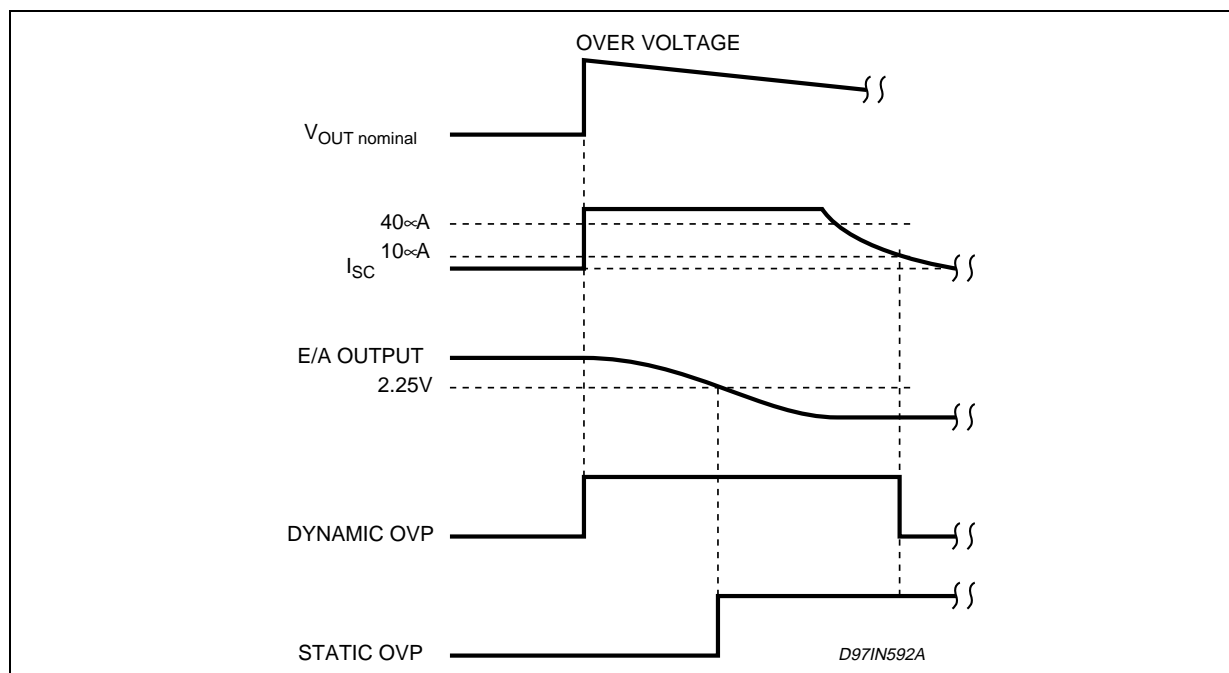 OVER VOLTAGE
VOUT nominal
40∝A
10∝A
ISC
E/A OUTPUT
2.25V
DYNAMIC OVP
STATIC OVP
D97IN592A